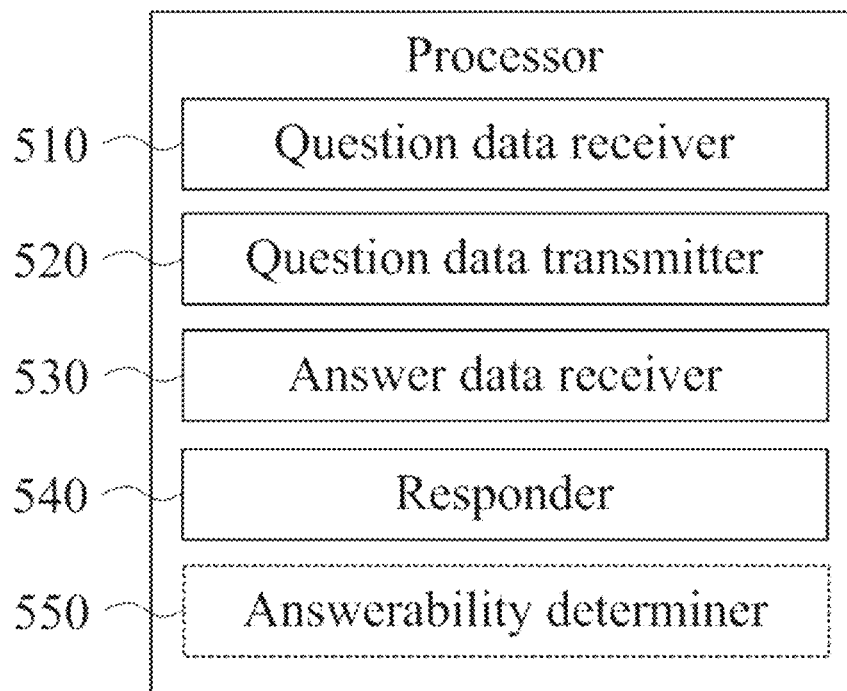 Processor
510 Question data receiver
520 Question data transmitter
530 Answer data receiver
540 Responder
550 Answerability determiner